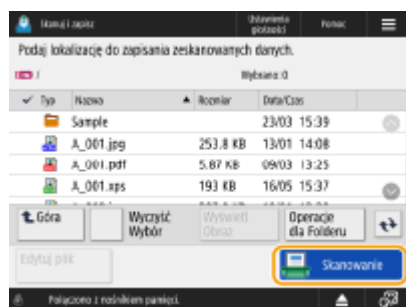 Skanuj i zapisz
Ustawienia głośności
Pomoc
Podaj lokalizację do zapisania zeskanowanych danych.
/
Wybrano :0
Typ Nazwa Rozmiar Data/Czas
Sample 23/03 15:39
A_001.jpg 253.8 KB 13/01 14:08
A_001.pdf 5.87 KB 09/03 13:25
A_001.xps 193 KB 16/05 15:37
Góra
Wyczyść Wybór
Wyświetl Obraz
Operacje dla Folderu
Edytuj plik
Skanowanie
Połączono z nośnikiem pamięci.